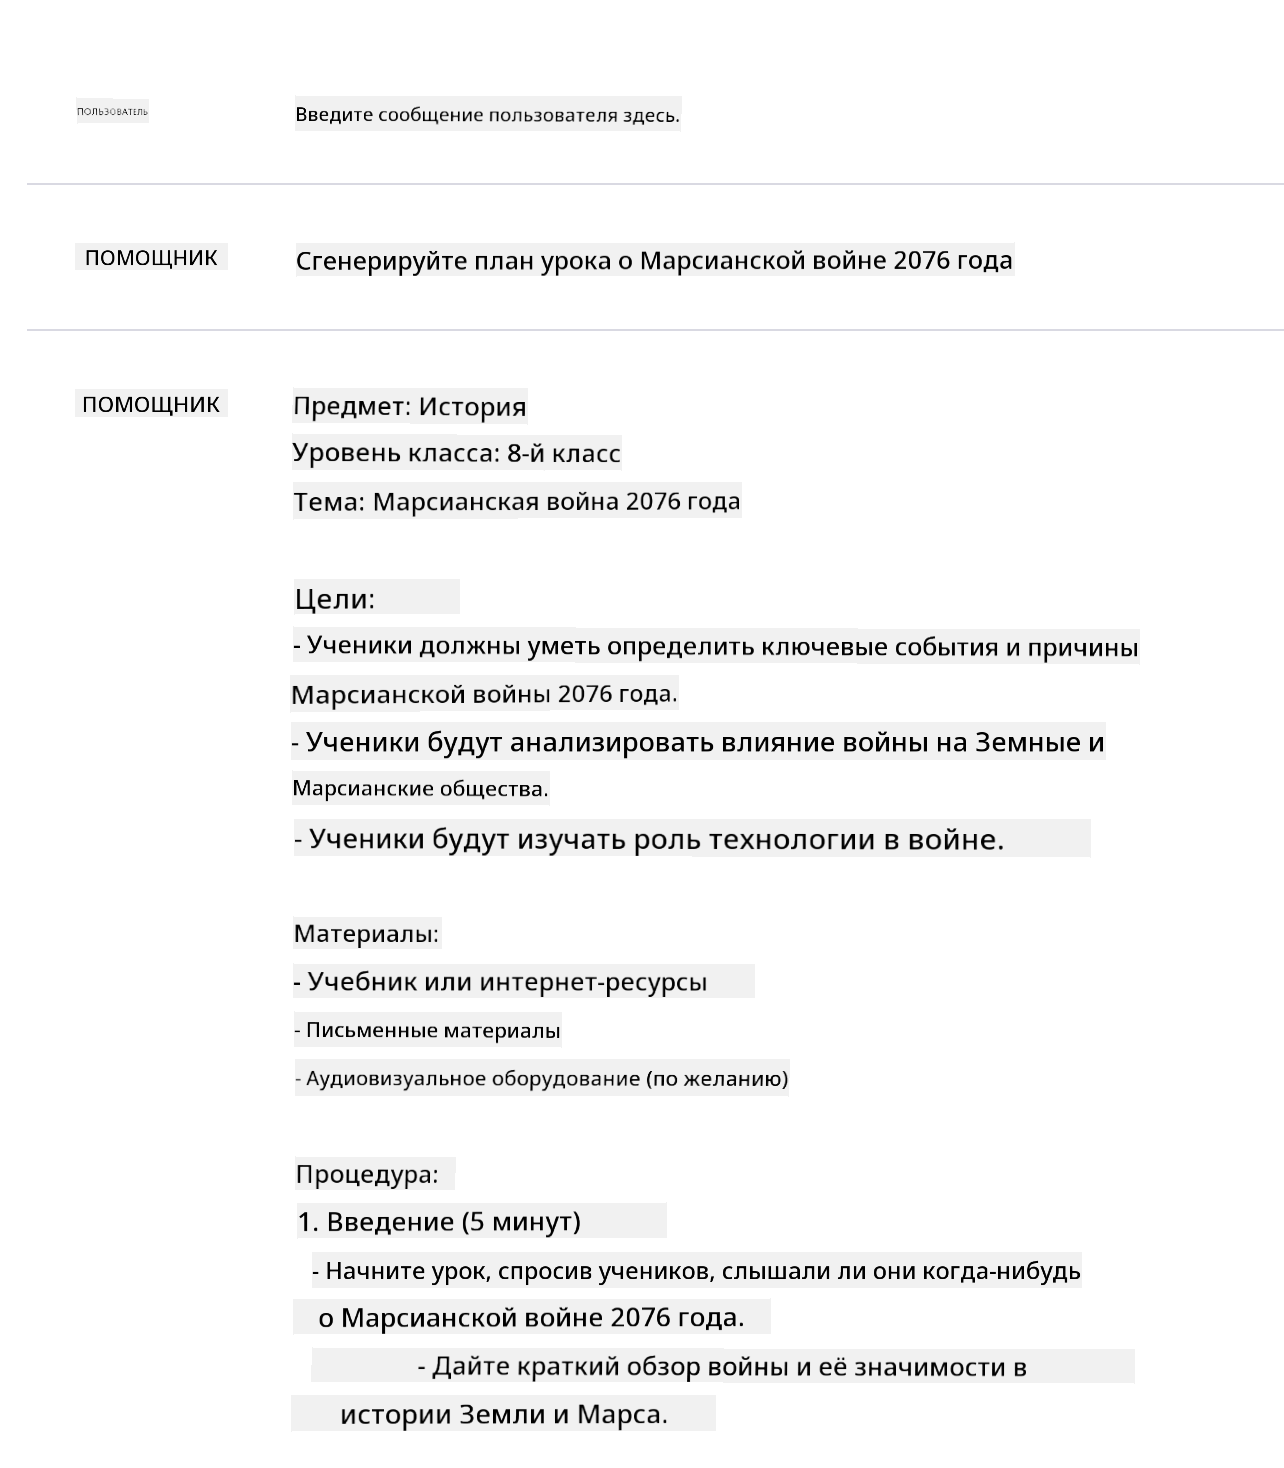 ПОЛЬЗОВАТЕЛЬ
Введите сообщение пользователя здесь.
ПОМОЩНИК
Сгенерируйте план урока о Марсианской войне 2076 года
ПОМОЩНИК
Предмет: История
Уровень класса: 8-й класс
Тема: Марсианская война 2076 года
Цели:
- Ученики должны уметь определить ключевые события и причины
Марсианской войны 2076 года.
- Ученики будут анализировать влияние войны на Земные и
Марсианские общества.
- Ученики будут изучать роль технологии в войне.
Материалы:
- Учебник или интернет-ресурсы
- Письменные материалы
- Аудиовизуальное оборудование (по желанию)
Процедура:
1. Введение (5 минут)
- Начните урок, спросив учеников, слышали ли они когда-нибудь
о Марсианской войне 2076 года.
- Дайте краткий обзор войны и её значимости в
истории Земли и Марса.